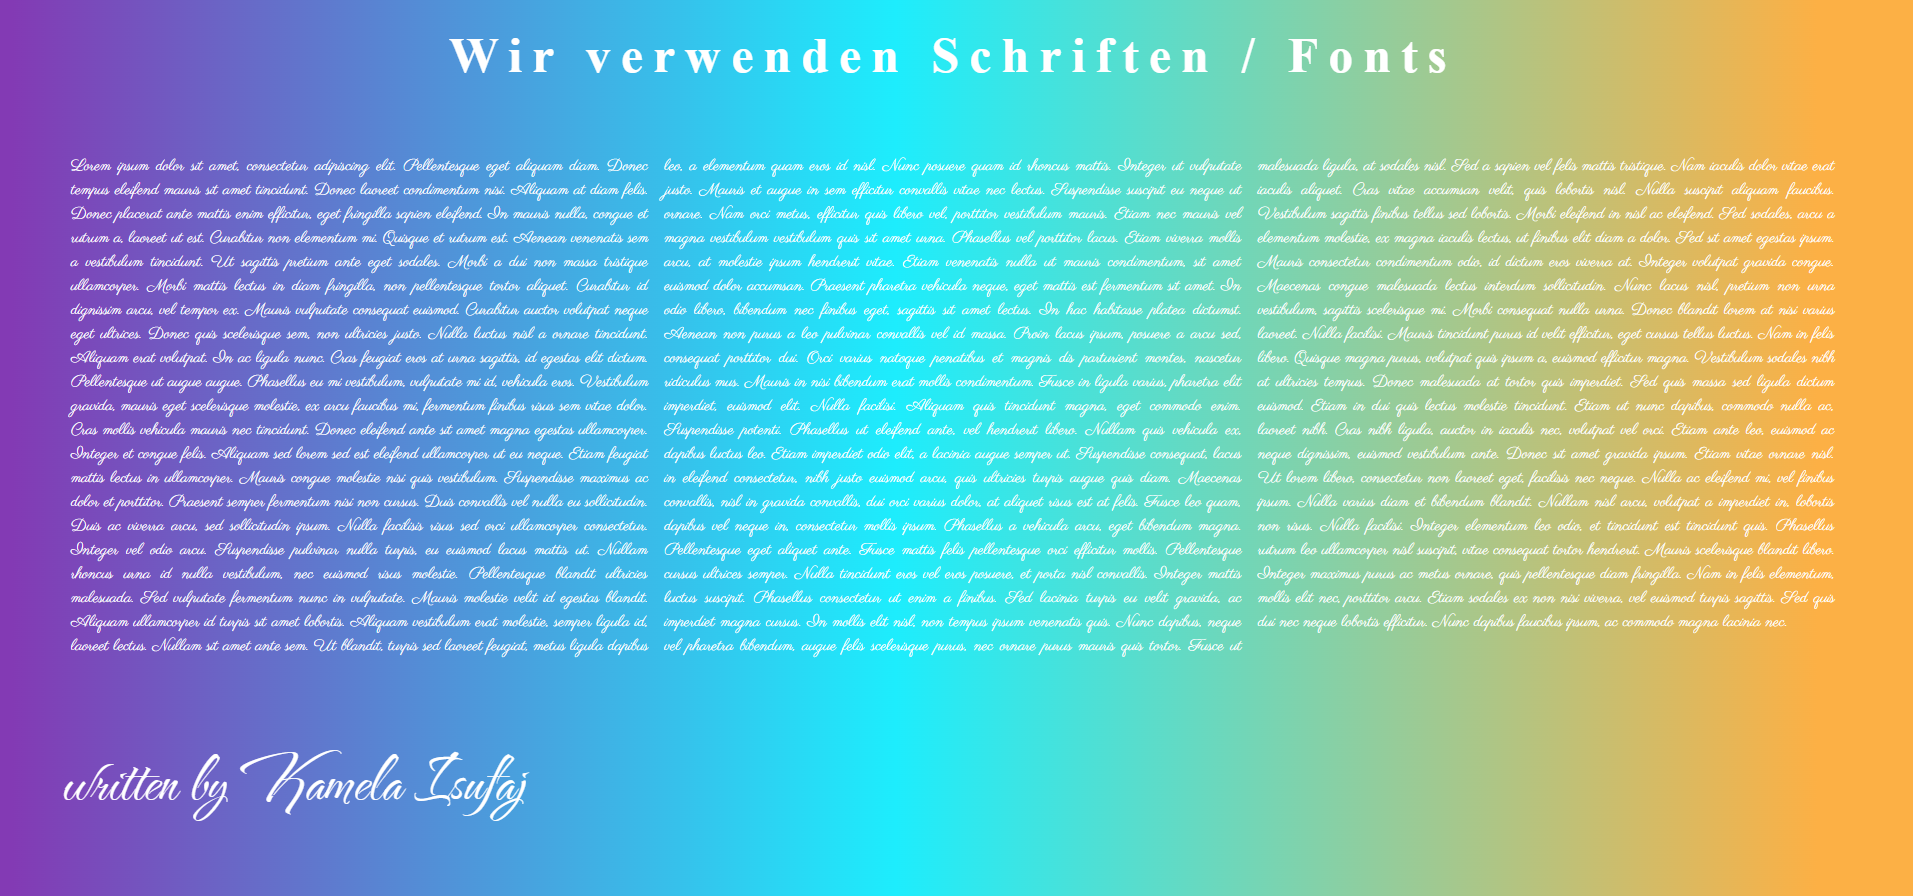 Wir verwenden Schriften / Fonts
Lorem ipsum dolor sit amet, consectetur adipiscing elit. Pellentesque eget aliquam diam. Donec
tempus eleifend mauris sit amet tincidunt. Donec laoreet condimentum nisi. Aliquam at diam felis.
Donec placerat ante mattis enim efficitur, eget fringilla sapien eleifend. In mauris nulla, congue et
rutrum a, laoreet ut est. Curabitur non elementum mi. Quisque et rutrum est. Aenean venenatis sem
a vestibulum tincidunt. Ut sagittis pretium ante eget sodales. Morbi a dui non massa tristique
ullamcorper. Morbi mattis lectus in diam fringilla, non pellentesque tortor aliquet. Curabitur id
dignissim arcu, vel tempor ex. Mauris vulputate consequat euismod. Curabitur auctor volutpat neque
eget ultrices. Donec quis scelerisque sem, non ultricies justo. Nulla luctus nisl a ornare tincidunt.
Aliquam erat volutpat. In ac ligula nunc. Cras feugiat eros at urna sagittis, id egestas elit dictum.
Pellentesque ut augue augue. Phasellus eu mi vestibulum, vulputate mi id, vehicula eros. Vestibulum
gravida, mauris eget scelerisque molestie, ex arcu faucibus mi, fermentum finibus risus sem vitae dolor.
Cras mollis vehicula mauris nec tincidunt. Donec eleifend ante sit amet magna egestas ullamcorper.
Integer et congue felis. Aliquam sed lorem sed est eleifend ullamcorper ut eu neque. Etiam feugiat
mattis lectus in ullamcorper. Mauris congue molestie nisi quis vestibulum. Suspendisse maximus ac
dolor et porttitor. Praesent semper fermentum nisi non cursus. Duis convallis vel nulla eu sollicitudin.
Duis ac viverra arcu, sed sollicitudin ipsum. Nulla facilisis risus sed orci ullamcorper consectetur.
Integer vel odio arcu. Suspendisse pulvinar nulla turpis, eu euismod lacus mattis ut. Nullam
rhoncus urna id nulla vestibulum, nec euismod risus molestie. Pellentesque blandit ultricies
malesuada. Sed vulputate fermentum nunc in vulputate. Mauris molestie velit id egestas blandit.
Aliquam ullamcorper id turpis sit amet lobortis. Aliquam vestibulum erat molestie, semper ligula id,
laoreet lectus. Nullam sit amet ante sem. Ut blandit, turpis sed laoreet feugiat, metus ligula dapibus
leo, a elementum quam eros id nisl. Nunc posuere quam id rhoncus mattis. Integer ut vulputate
justo. Mauris et augue in sem efficitur convallis vitae nec lectus. Suspendisse suscipit eu neque ut
ornare. Nam orci metus, efficitur quis libero vel, porttitor vestibulum mauris. Etiam nec mauris vel
magna vestibulum vestibulum quis sit amet urna. Phasellus vel porttitor lacus. Etiam viverra mollis
arcu, at molestie ipsum hendrerit vitae. Etiam venenatis nulla ut mauris condimentum, sit amet
euismod dolor accumsan. Praesent pharetra vehicula neque, eget mattis est fermentum sit amet. In
odio libero, bibendum nec finibus eget, sagittis sit amet lectus. In hac habitasse platea dictumst.
Aenean non purus a leo pulvinar convallis vel id massa. Proin lacus ipsum, posuere a arcu sed,
consequat porttitor dui. Orci varius natoque penatibus et magnis dis parturient montes, nascetur
ridiculus mus. Mauris in nisi bibendum erat mollis condimentum. Fusce in ligula varius, pharetra elit
imperdiet, euismod elit. Nulla facilisi. Aliquam quis tincidunt magna, eget commodo enim.
Suspendisse potenti. Phasellus ut eleifend ante, vel hendrerit libero. Nullam quis vehicula ex,
dapibus luctus leo. Etiam imperdiet odio elit, a lacinia augue semper ut. Suspendisse consequat, lacus
in eleifend consectetur, nibh justo euismod arcu, quis ultricies turpis augue quis diam. Maecenas
convallis, nisl in gravida convallis, dui orci varius dolor, at aliquet risus est at felis. Fusce leo quam,
dapibus vel neque in, consectetur mollis ipsum. Phasellus a vehicula arcu, eget bibendum magna.
Pellentesque eget aliquet ante. Fusce mattis felis pellentesque orci efficitur mollis. Pellentesque
cursus ultrices semper. Nulla tincidunt eros vel eros posuere, et porta nisl convallis. Integer mattis
luctus suscipit. Phasellus consectetur ut enim a finibus. Sed lacinia turpis eu velit gravida, ac
imperdiet magna cursus. In mollis elit nisl, non tempus ipsum venenatis quis. Nunc dapibus, neque
vel pharetra bibendum, augue felis scelerisque purus, nec ornare purus mauris quis tortor. Fusce ut
malesuada ligula, at sodales nisl. Sed a sapien vel felis mattis tristique. Nam iaculis dolor vitae erat
iaculis aliquet. Cras vitae accumsan velit, quis lobortis nisl. Nulla suscipit aliquam faucibus.
Vestibulum sagittis finibus tellus sed lobortis. Morbi eleifend in nisl ac eleifend. Sed sodales, arcu a
elementum molestie, ex magna iaculis lectus, ut finibus elit diam a dolor. Sed sit amet egestas ipsum.
Mauris consectetur condimentum odio, id dictum eros viverra at. Integer volutpat gravida congue.
Maecenas congue malesuada lectus interdum sollicitudin. Nunc lacus nisl, pretium non urna
vestibulum, sagittis scelerisque mi. Morbi consequat nulla urna. Donec blandit lorem at nisi varius
laoreet. Nulla facilisi. Mauris tincidunt purus id velit efficitur, eget cursus tellus luctus. Nam in felis
libero. Quisque magna purus, volutpat quis ipsum a, euismod efficitur magna. Vestibulum sodales nibh
at ultricies tempus. Donec malesuada at tortor quis imperdiet. Sed quis massa sed ligula dictum
euismod. Etiam in dui quis lectus molestie tincidunt. Etiam ut nunc dapibus, commodo nulla ac,
laoreet nibh. Cras nibh ligula, auctor in iaculis nec, volutpat vel orci. Etiam ante leo, euismod ac
neque dignissim, euismod vestibulum ante. Donec sit amet gravida ipsum. Etiam vitae ornare nisl.
Ut lorem libero, consectetur non laoreet eget, facilisis nec neque. Nulla ac eleifend mi, vel finibus
ipsum. Nulla varius diam et bibendum blandit. Nullam nisl arcu, volutpat a imperdiet in, lobortis
non risus. Nulla facilisi. Integer elementum leo odio, et tincidunt est tincidunt quis. Phasellus
rutrum leo ullamcorper nisl suscipit, vitae consequat tortor hendrerit. Mauris scelerisque blandit libero.
Integer maximus purus ac metus ornare, quis pellentesque diam fringilla. Nam in felis elementum,
mollis elit nec, porttitor arcu. Etiam sodales ex non nisi viverra, vel euismod turpis sagittis. Sed quis
dui nec neque lobortis efficitur. Nunc dapibus faucibus ipsum, ac commodo magna lacinia nec.
written by Kamela Isufaj